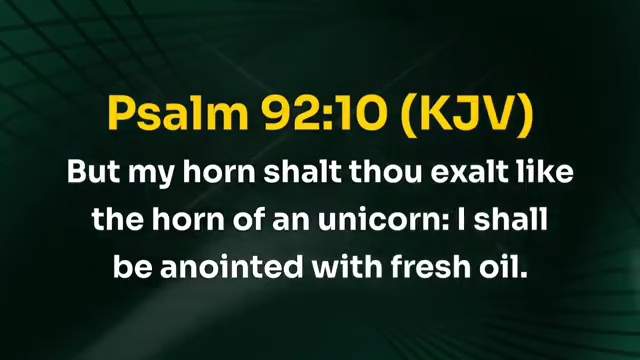 Psalm 92:10 (KJV)
But my horn shalt thou exalt like
the horn of an unicorn: I shall
be anointed with fresh oil.